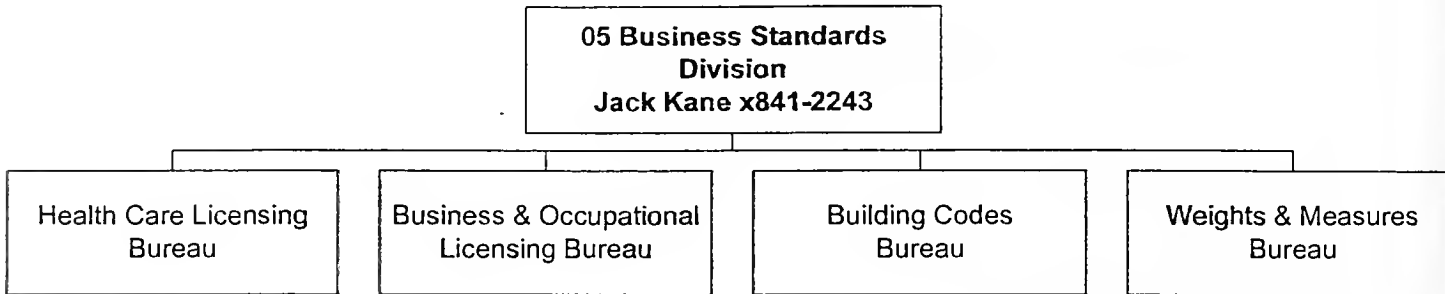 05 Business Standards
Division
Jack Kane x841-2243
Health Care Licensing
Bureau
Business & Occupational
Licensing Bureau
Building Codes
Bureau
Weights & Measures
Bureau